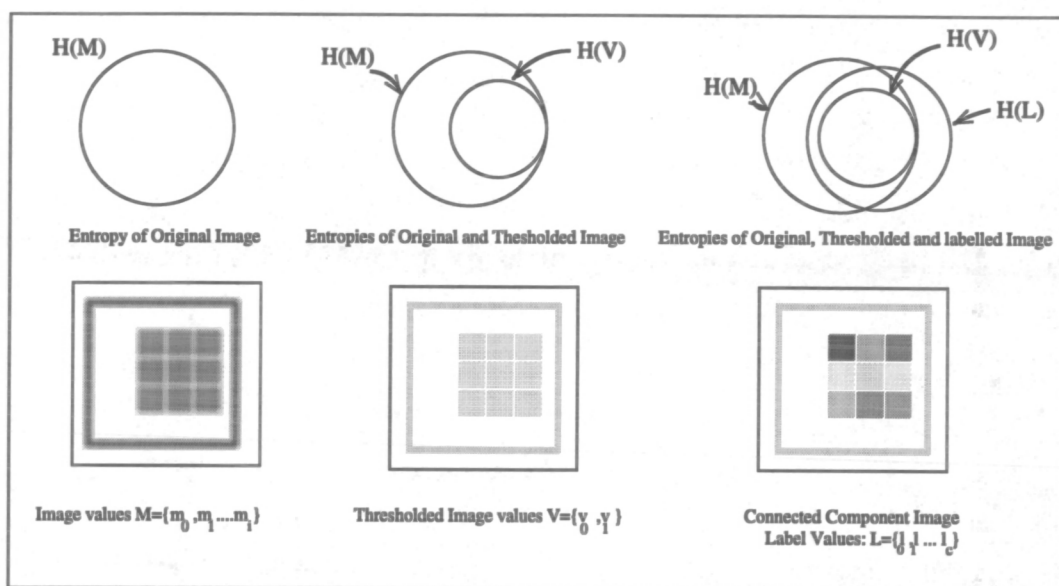 H(M)
H(M)
H(V)
H(V)
H(M)
H(L)
Entropy of Original Image
Entropies of Original and Thesholded Image
Entropies of Original, Thresholded and labelled Image
Image values M={m0 ,m1....mi}
Thresholded Image values V={v0 ,v1 }
Connected Component Image
Label Values: L={l0 ,l1 ... lc}